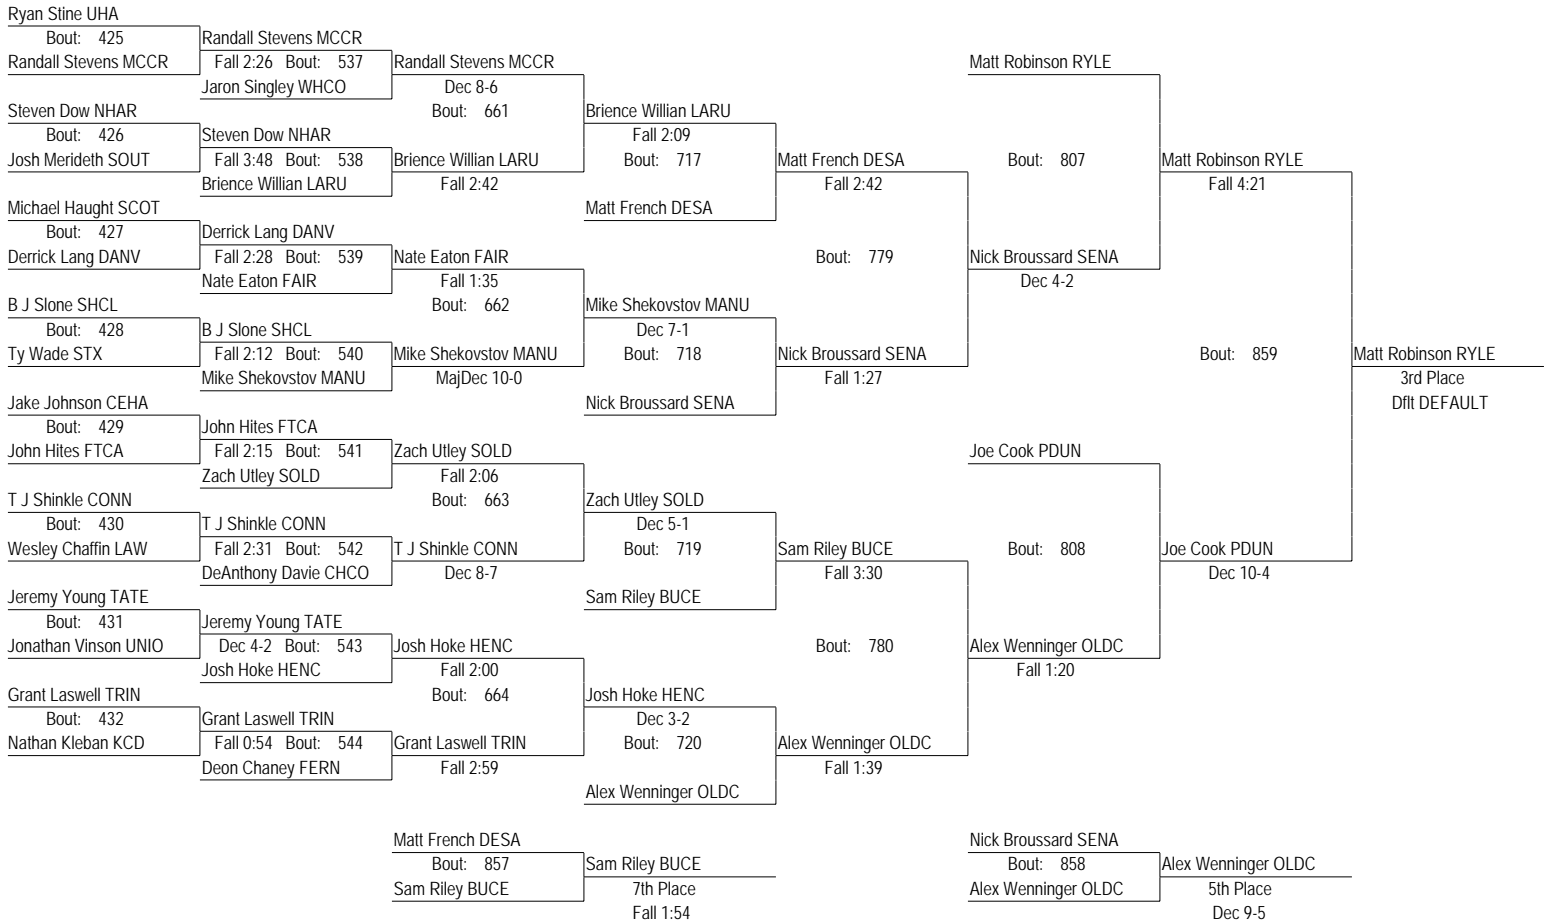 Ryan Stine UHA
Bout: 425
Randall Stevens MCCR
Steven Dow NHAR
Bout: 426
Josh Merideth SOUT
Michael Haught SCOT
Bout: 427
Derrick Lang DANV
B J Slone SHCL
Bout: 428
Ty Wade STX
Jake Johnson CEHA
Bout: 429
John Hites FTCA
T J Shinkle CONN
Bout: 430
Wesley Chaffin LAW
Jeremy Young TATE
Bout: 431
Jonathan Vinson UNIO
Grant Laswell TRIN
Bout: 432
Nathan Kleban KCD
Randall Stevens MCCR
Fall 2:26 Bout: 537
Jaron Singley WHCO
Steven Dow NHAR
Fall 3:48 Bout: 538
Brience Willian LARU
Derrick Lang DANV
Fall 2:28 Bout: 539
Nate Eaton FAIR
B J Slone SHCL
Fall 2:12 Bout: 540
Mike Shekovstov MANU
John Hites FTCA
Fall 2:15 Bout: 541
Zach Utley SOLD
T J Shinkle CONN
Fall 2:31 Bout: 542
DeAnthony Davie CHCO
Jeremy Young TATE
Dec 4-2 Bout: 543
Josh Hoke HENC
Grant Laswell TRIN
Fall 0:54 Bout: 544
Deon Chaney FERN
Randall Stevens MCCR
Dec 8-6
Bout: 661
Brience Willian LARU
Fall 2:42
Nate Eaton FAIR
Fall 1:35
Bout: 662
Mike Shekovstov MANU
MajDec 10-0
Zach Utley SOLD
Fall 2:06
Bout: 663
T J Shinkle CONN
Dec 8-7
Josh Hoke HENC
Fall 2:00
Bout: 664
Grant Laswell TRIN
Fall 2:59
Brience Willian LARU
Fall 2:09
Bout: 717
Matt French DESA
Mike Shekovstov MANU
Dec 7-1
Bout: 718
Nick Broussard SENA
Zach Utley SOLD
Dec 5-1
Bout: 719
Sam Riley BUCE
Josh Hoke HENC
Dec 3-2
Bout: 720
Alex Wenninger OLDC
Matt French DESA
Fall 2:42
Bout: 779
Nick Broussard SENA
Fall 1:27
Sam Riley BUCE
Fall 3:30
Bout: 780
Alex Wenninger OLDC
Fall 1:39
Matt Robinson RYLE
Bout: 807
Nick Broussard SENA
Dec 4-2
Joe Cook PDUN
Bout: 808
Alex Wenninger OLDC
Fall 1:20
Matt Robinson RYLE
Fall 4:21
Bout: 859
Joe Cook PDUN
Dec 10-4
Matt Robinson RYLE
3rd Place
Dflt DEFAULT
Matt French DESA
Bout: 857
Sam Riley BUCE
Sam Riley BUCE
7th Place
Fall 1:54
Nick Broussard SENA
Bout: 858
Alex Wenninger OLDC
Alex Wenninger OLDC
5th Place
Dec 9-5